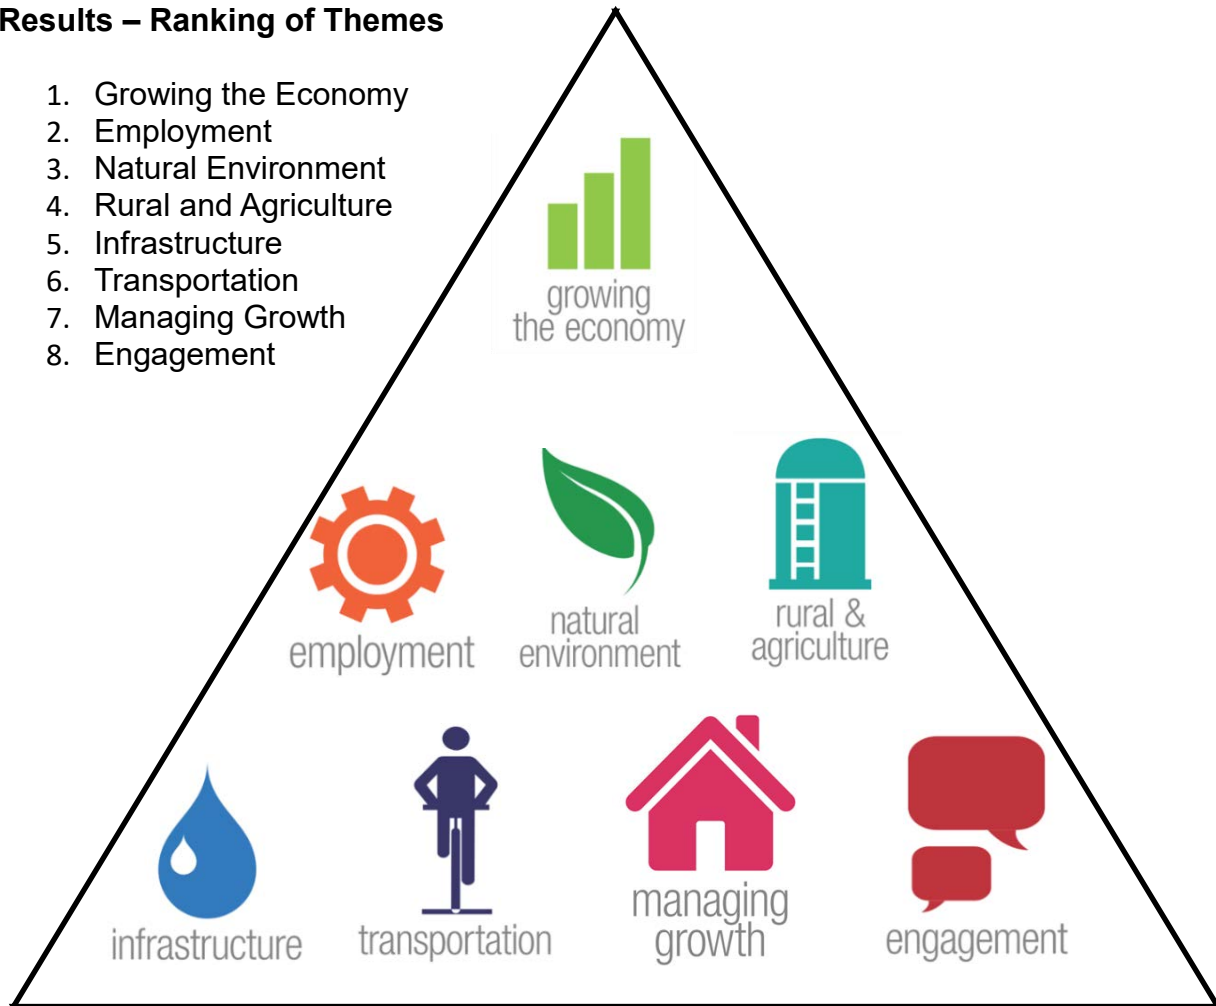 Results – Ranking of Themes
1. Growing the Economy
2. Employment
3. Natural Environment
4. Rural and Agriculture
5. Infrastructure
6. Transportation
7. Managing Growth
8. Engagement
growing
the economy
employment
natural
environment
rural &
agriculture
infrastructure
transportation
managing
growth
engagement